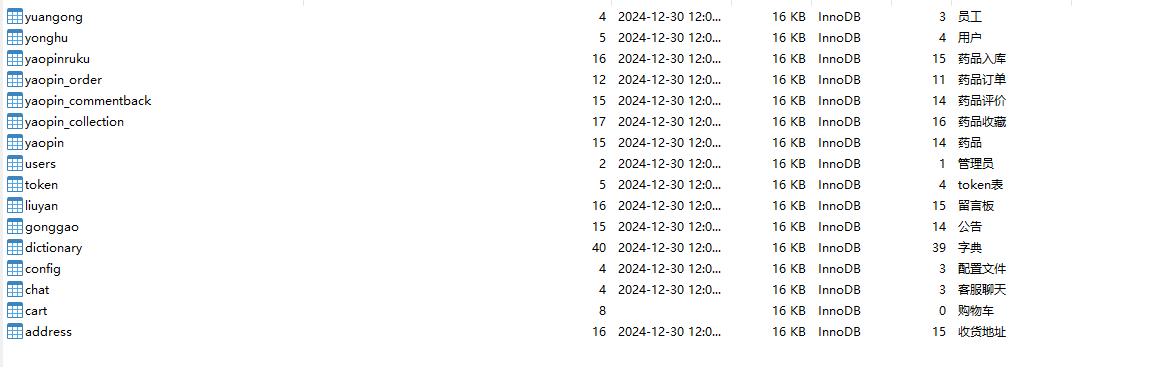 yuangong 4 2024-12-30 12:0... 16 KB InnoDB 3 员工
yonghu 5 2024-12-30 12:0... 16 KB InnoDB 4 用户
yaopinruku 16 2024-12-30 12:0... 16 KB InnoDB 15 药品入库
yaopin_order 12 2024-12-30 12:0... 16 KB InnoDB 11 药品订单
yaopin_commentback 15 2024-12-30 12:0... 16 KB InnoDB 14 药品评价
yaopin_collection 17 2024-12-30 12:0... 16 KB InnoDB 16 药品收藏
yaopin 15 2024-12-30 12:0... 16 KB InnoDB 14 药品
users 2 2024-12-30 12:0... 16 KB InnoDB 1 管理员
token 5 2024-12-30 12:0... 16 KB InnoDB 4 token表
liuyan 16 2024-12-30 12:0... 16 KB InnoDB 15 留言板
gonggao 15 2024-12-30 12:0... 16 KB InnoDB 14 公告
dictionary 40 2024-12-30 12:0... 16 KB InnoDB 39 字典
config 4 2024-12-30 12:0... 16 KB InnoDB 3 配置文件
chat 4 2024-12-30 12:0... 16 KB InnoDB 3 客服聊天
cart 8 16 KB InnoDB 0 购物车
address 16 2024-12-30 12:0... 16 KB InnoDB 15 收货地址